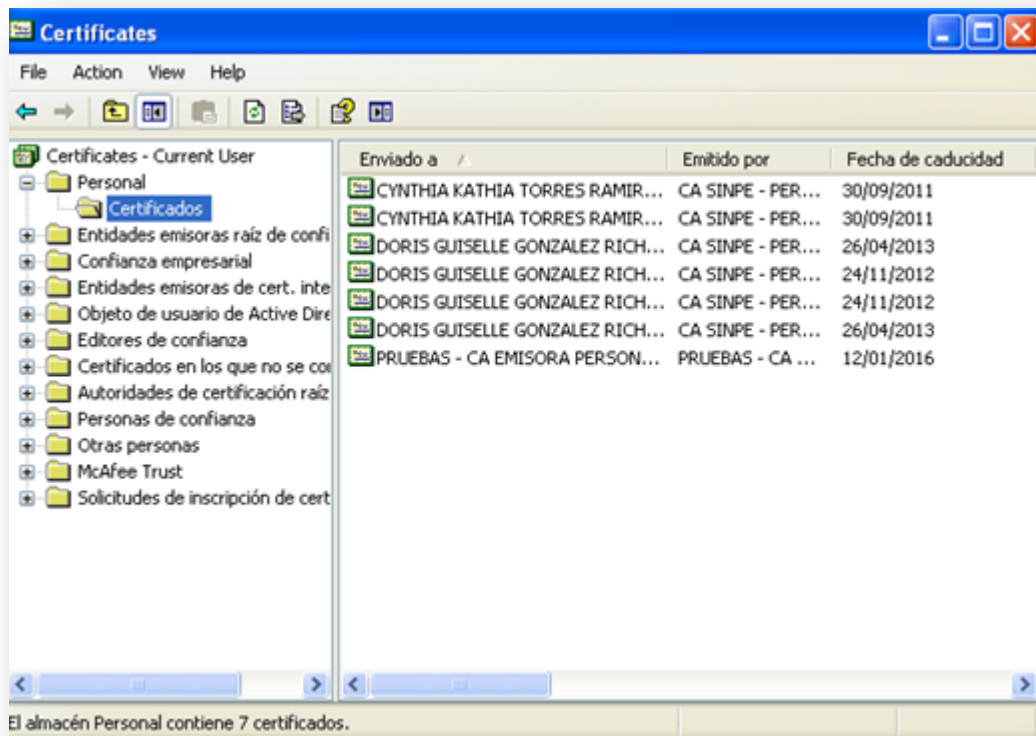 Certificates
File Action View Help
Certificates - Current User
Personal
Certificados
Entidades emisoras raíz de confi
Confianza empresarial
Entidades emisoras de cert. inte
Objeto de usuario de Active Dire
Editores de confianza
Certificados en los que no se co
Autoridades de certificación raíz
Personas de confianza
Otras personas
McAfee Trust
Solicitudes de inscripción de cert
Enviado a Emitido por Fecha de caducidad
CYNTHIA KATHIA TORRES RAMIR... CA SINPE - PER... 30/09/2011
CYNTHIA KATHIA TORRES RAMIR... CA SINPE - PER... 30/09/2011
DORIS GUISELLE GONZALEZ RICH... CA SINPE - PER... 26/04/2013
DORIS GUISELLE GONZALEZ RICH... CA SINPE - PER... 24/11/2012
DORIS GUISELLE GONZALEZ RICH... CA SINPE - PER... 24/11/2012
DORIS GUISELLE GONZALEZ RICH... CA SINPE - PER... 26/04/2013
PRUEBAS - CA EMISORA PERSON... PRUEBAS - CA ... 12/01/2016
El almacén Personal contiene 7 certificados.